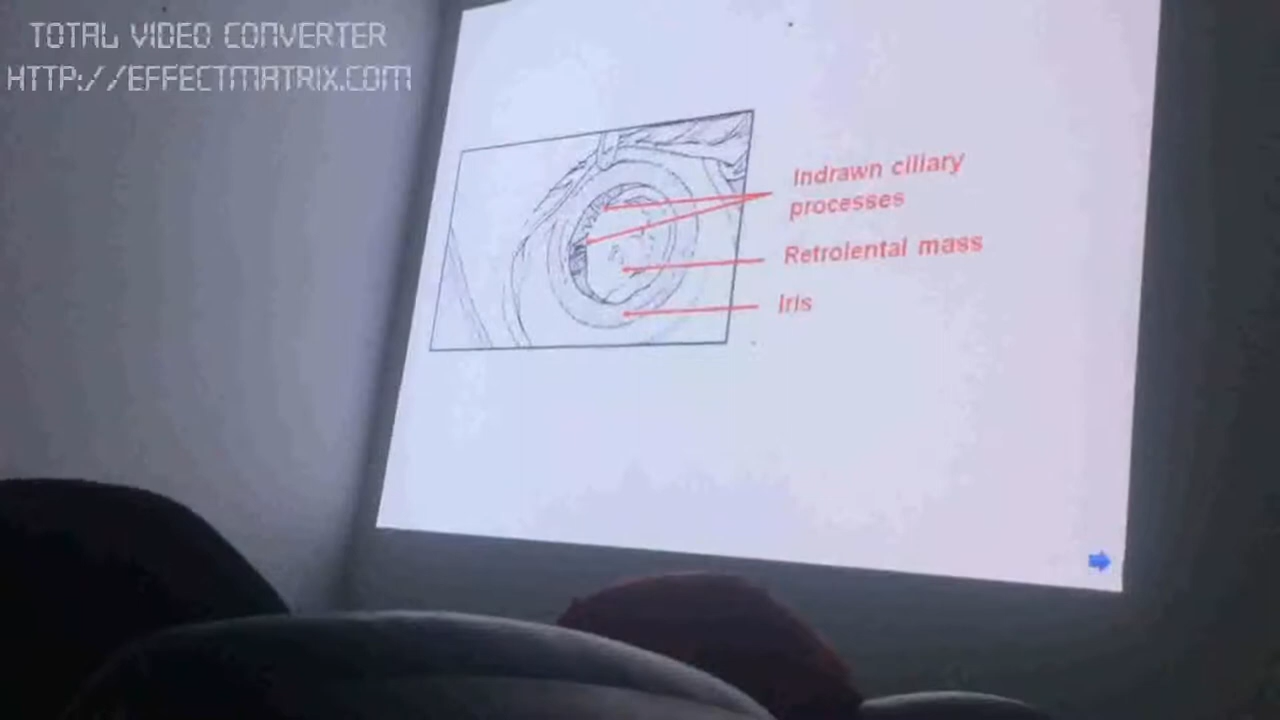 TOTAL VIDEO CONVERTER
HTTP://EFFECTMATRIX.COM
Indrawn ciliary
processes
Retrolental mass
Iris